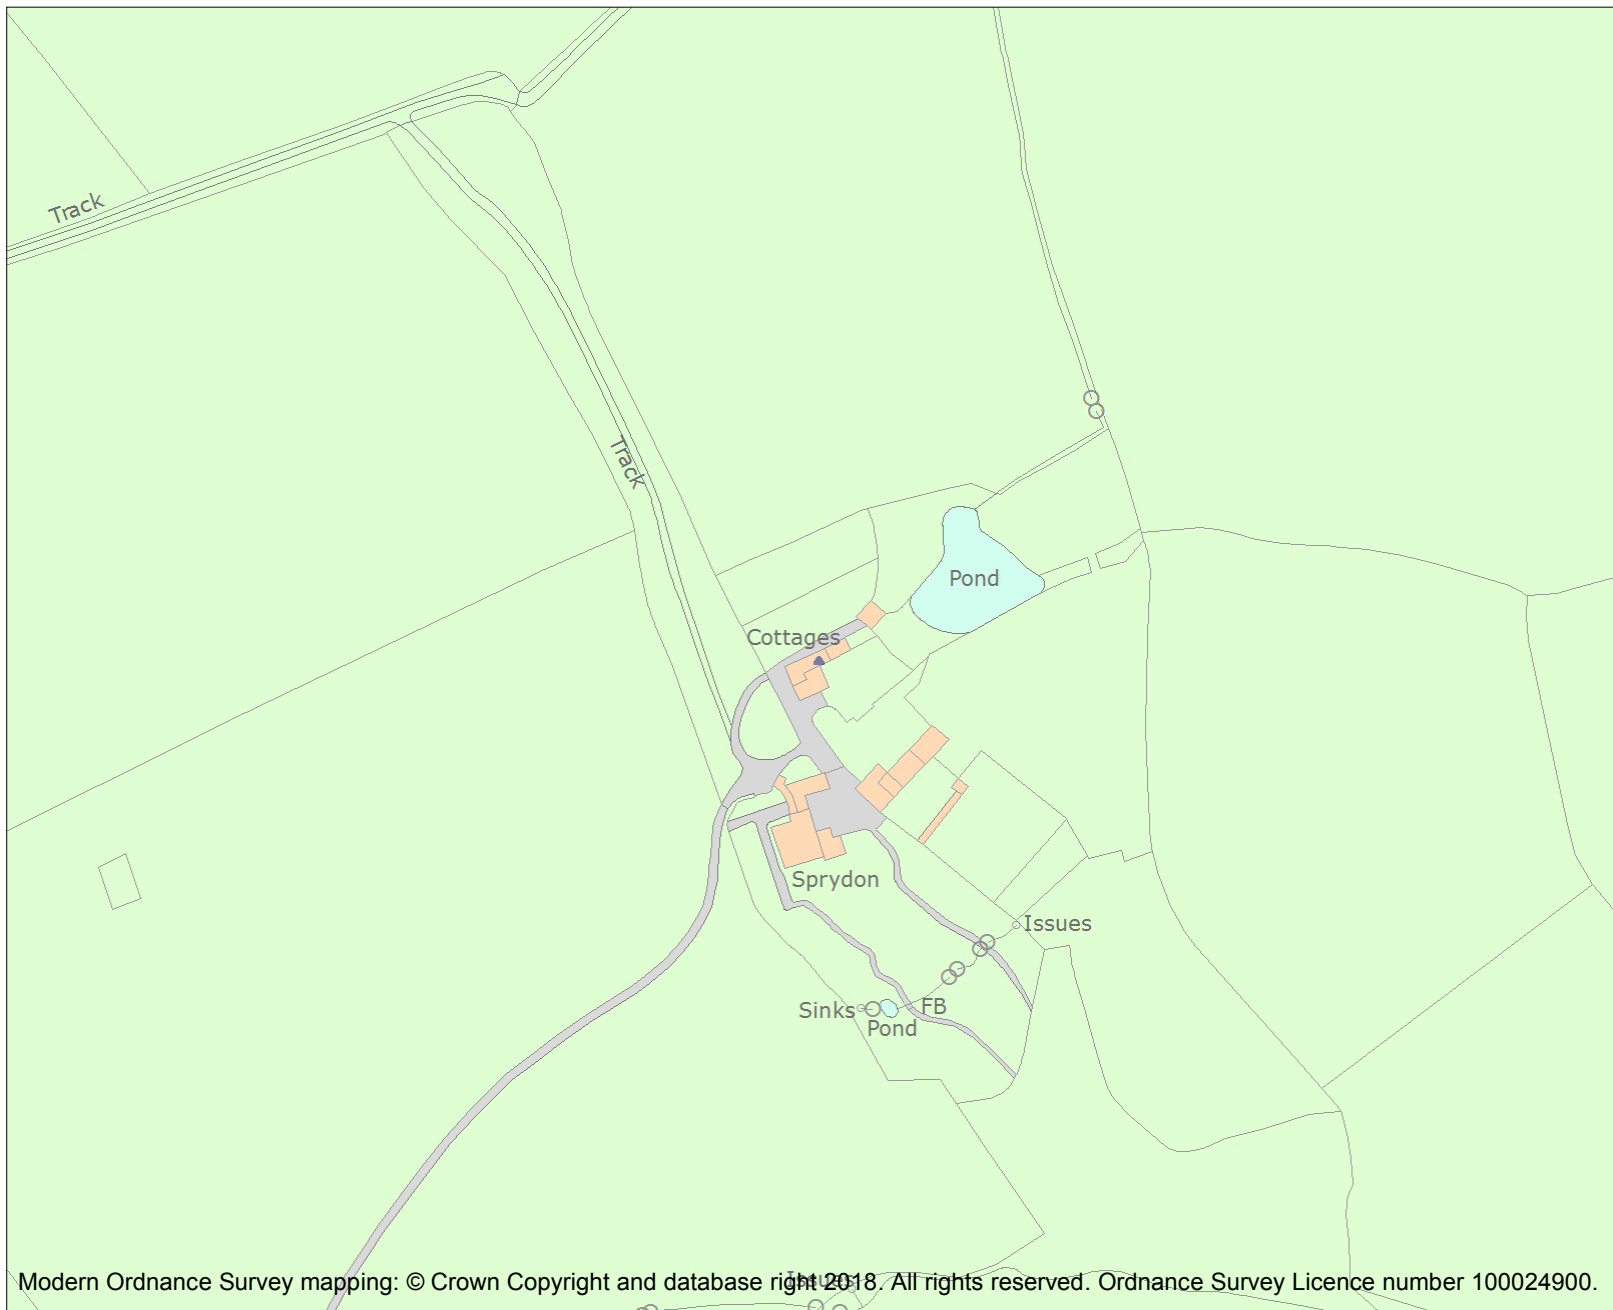 Track
Track
Pond
Cottages
Sprydon
Issues
Sinks
FB
Pond
Issues
Modern Ordnance Survey mapping: © Crown Copyright and database right 2018. All rights reserved. Ordnance Survey Licence number 100024900.